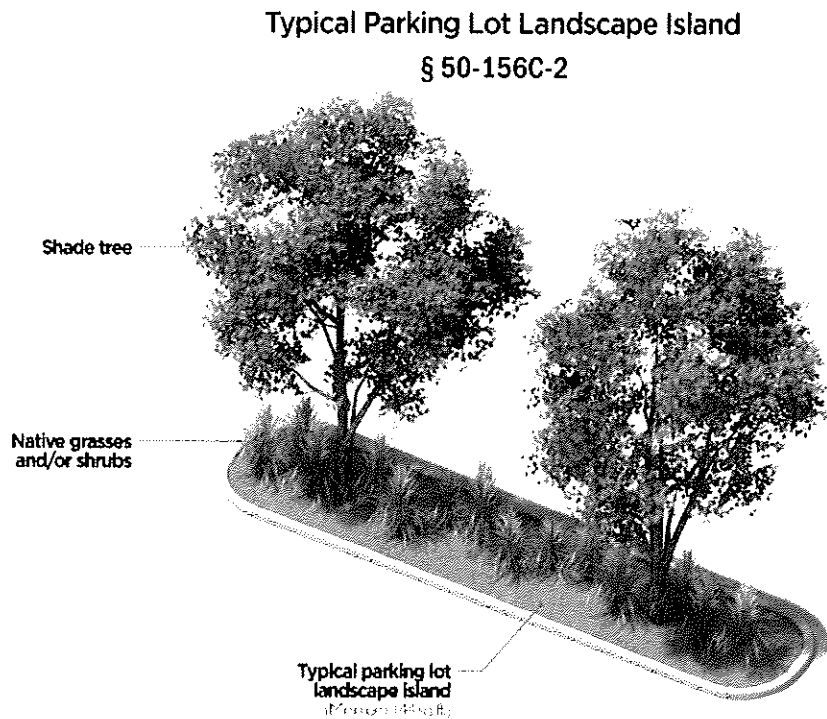 Typical Parking Lot Landscape Island
§ 50-156C-2
Shade tree
Native grasses
and/or shrubs
Typical parking lot
landscape island